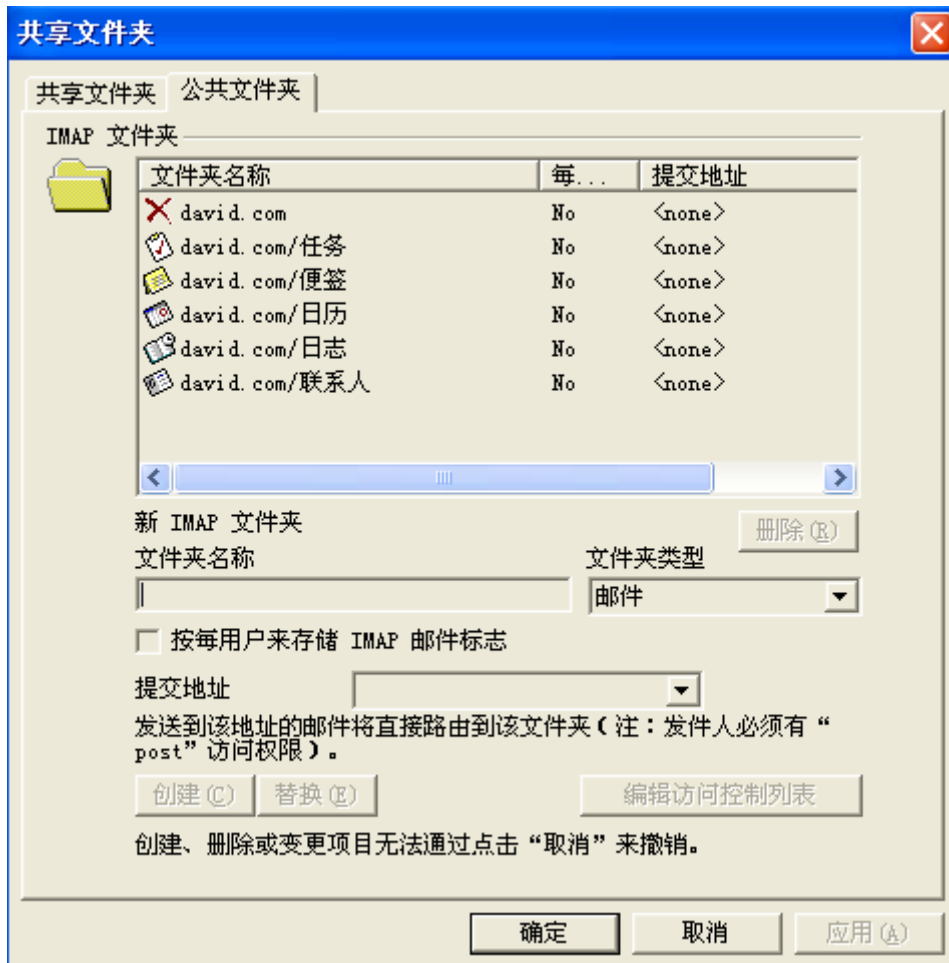 共享文件夹
共享文件夹 公共文件夹
IMAP 文件夹
文件夹名称 每... 提交地址
david.com No <none>
david.com/任务 No <none>
david.com/便签 No <none>
david.com/日历 No <none>
david.com/日志 No <none>
david.com/联系人 No <none>
新 IMAP 文件夹
删除(R)
文件夹名称 文件夹类型
邮件
按每用户来存储 IMAP 邮件标志
提交地址
发送到该地址的邮件将直接路由到该文件夹(注:发件人必须有“
post”访问权限)。
创建(C) 替换(E) 编辑访问控制列表
创建、删除或变更项目无法通过点击“取消”来撤销。
确定 取消 应用(A)